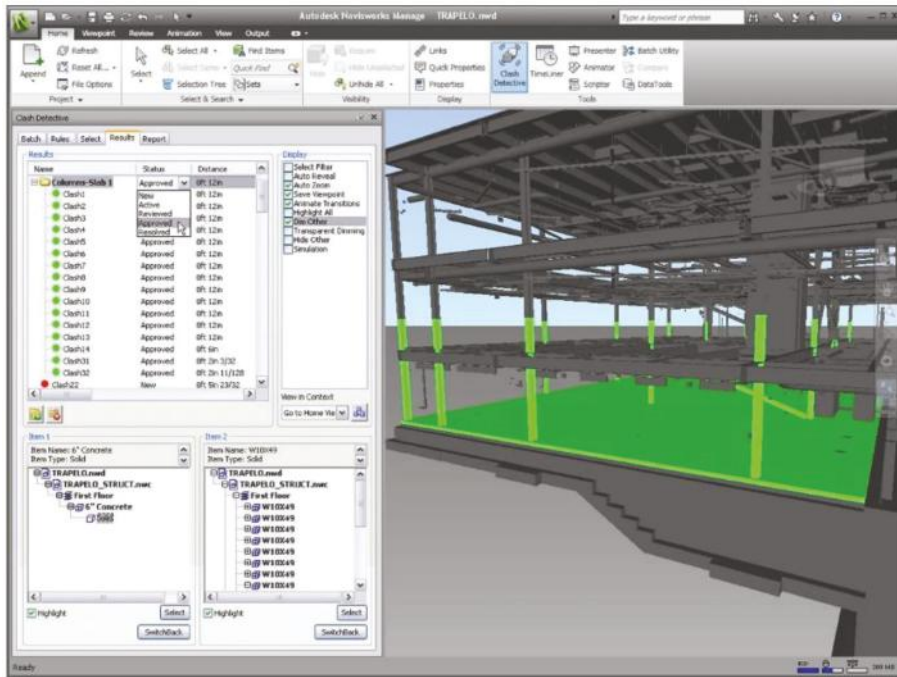 Autodesk Navisworks Manage TRAPELO.nwd
Type a keyword or phrase
Home Viewpoint Review Animation View Output
Append
Refresh
Reset All...
File Options
Project
Select
Select All
Select Same
Selection Tree
Find Items
Quick Find
Sets
Select & Search
Require
Hide Unselected
Unhide All
Visibility
Links
Quick Properties
Properties
Display
Clash Detective
TimeLiner
Presenter
Animator
Scripter
Batch Utility
Compare
DataTools
Tools
Clash Detective
Batch Rules Select Results Report
Results
Name Status Distance
Columns-Slab 1 Approved 0ft 12in
Clash1 New 0ft 12in
Clash2 Active 0ft 12in
Clash3 Reviewed 0ft 12in
Clash4 Approved 0ft 12in
Resolved
Clash5 Approved 0ft 12in
Clash6 Approved 0ft 12in
Clash7 Approved 0ft 12in
Clash8 Approved 0ft 12in
Clash9 Approved 0ft 12in
Clash10 Approved 0ft 12in
Clash11 Approved 0ft 12in
Clash12 Approved 0ft 12in
Clash13 Approved 0ft 12in
Clash14 Approved 0ft 6in
Clash31 Approved 0ft 2in 3/32
Clash32 Approved 0ft 2in 11/128
Clash22 New 0ft 5in 23/32
Display
Select Filter
Auto Reveal
Auto Zoom
Save Viewpoint
Animate Transitions
Highlight All
Dim Other
Transparent Dimming
Hide Other
Simulation
View in Context
Go to Home Vie
Item 1
Item Name: 6" Concrete
Item Type: Solid
TRAPELO.nwd
TRAPELO_STRUCT.nwc
First Floor
6" Concrete
Highlight
Select
SwitchBack
Item 2
Item Name: W10X49
Item Type: Solid
TRAPELO.nwd
TRAPELO_STRUCT.nwc
First Floor
W10X49
W10X49
W10X49
W10X49
W10X49
W10X49
W10X49
Highlight
Select
SwitchBack
Ready